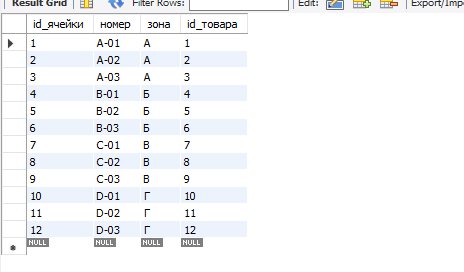 Result Grid Filter Rows: Edit: Export/Impo
id_ячейки номер зона id_товара
1 A-01 А 1
2 A-02 А 2
3 A-03 А 3
4 B-01 Б 4
5 B-02 Б 5
6 B-03 Б 6
7 C-01 В 7
8 C-02 В 8
9 C-03 В 9
10 D-01 Г 10
11 D-02 Г 11
12 D-03 Г 12
NULL NULL NULL NULL